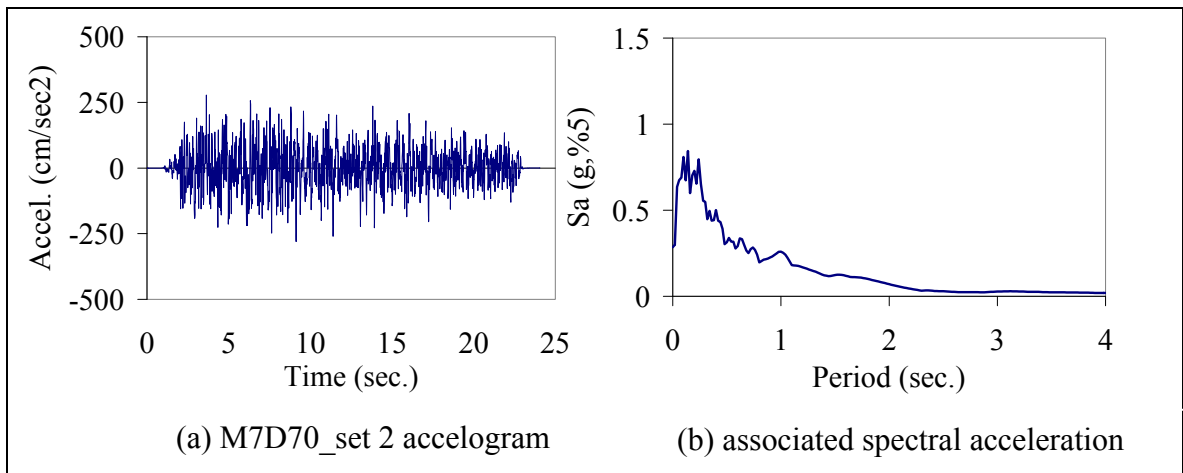 500
250
0
-250
-500
Accel. (cm/sec2)
0 5 10 15 20 25
Time (sec.)
(a) M7D70_set 2 accelogram
1.5
1
0.5
0
Sa (g,%5)
0 1 2 3 4
Period (sec.)
(b) associated spectral acceleration